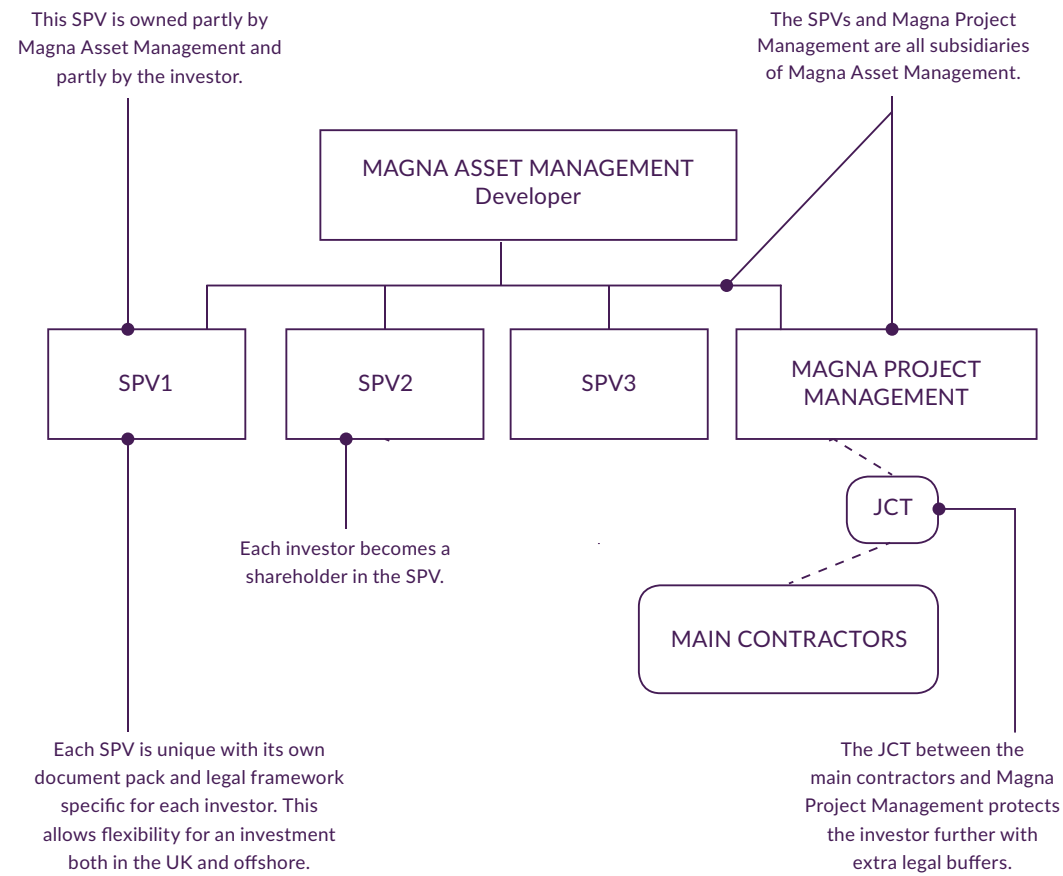 This SPV is owned partly by
Magna Asset Management and
partly by the investor.
The SPVs and Magna Project
Management are all subsidiaries
of Magna Asset Management.
MAGNA ASSET MANAGEMENT
Developer
SPV1
SPV2
SPV3
MAGNA PROJECT
MANAGEMENT
JCT
Each investor becomes a
shareholder in the SPV.
MAIN CONTRACTORS
Each SPV is unique with its own
document pack and legal framework
specific for each investor. This
allows flexibility for an investment
both in the UK and offshore.
The JCT between the
main contractors and Magna
Project Management protects
the investor further with
extra legal buffers.